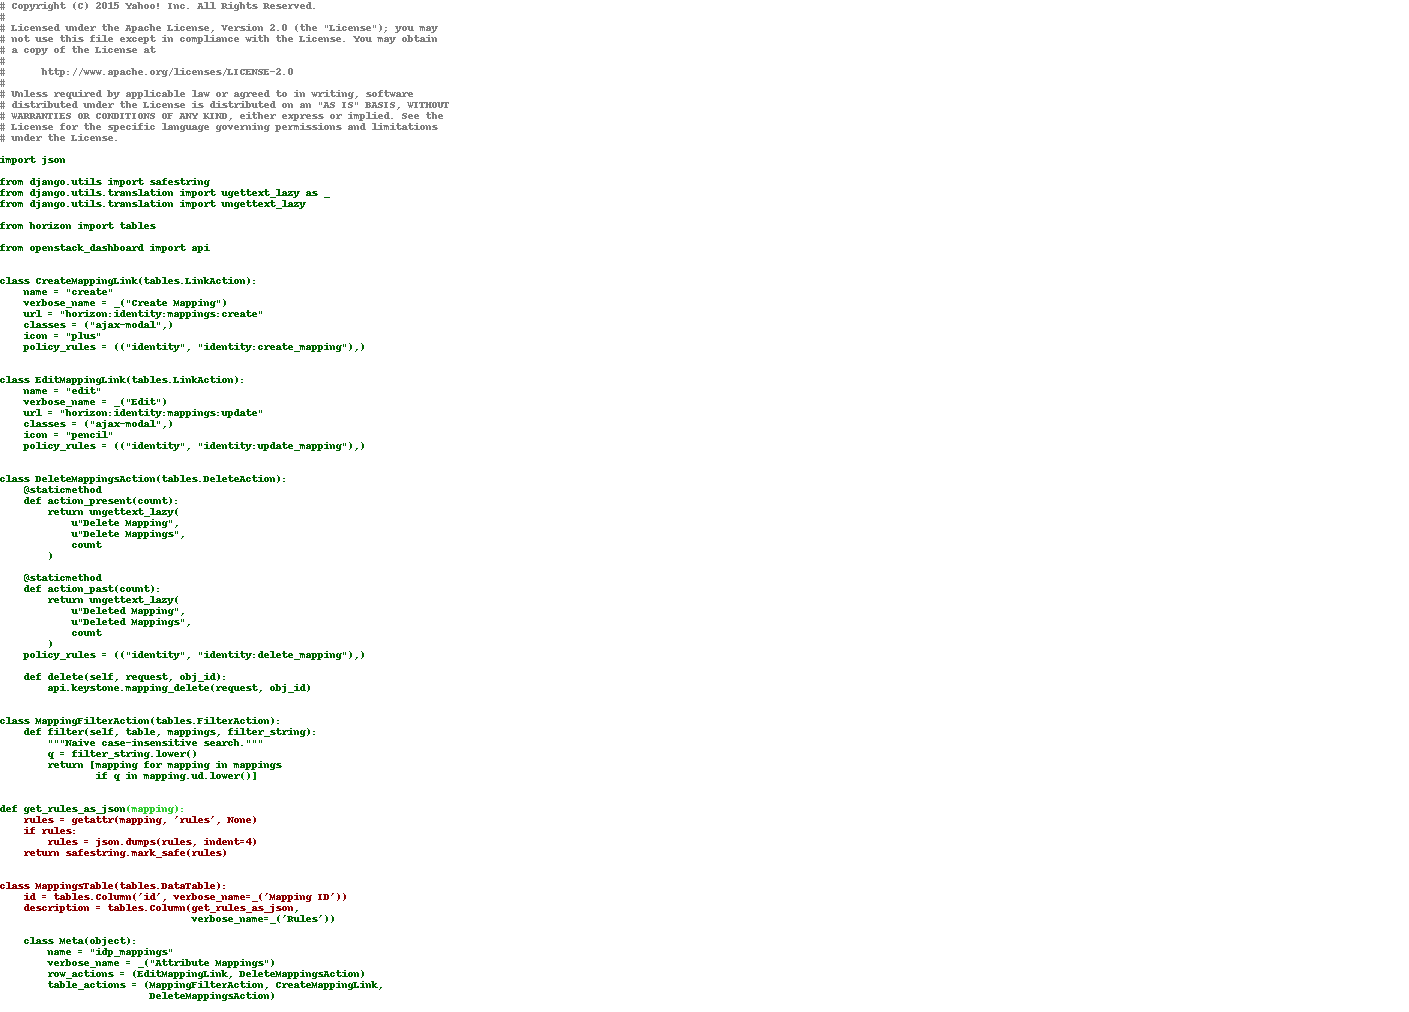 # Copyright (C) 2015 Yahoo! Inc. All Rights Reserved.
#
# Licensed under the Apache License, Version 2.0 (the "License"); you may
# not use this file except in compliance with the License. You may obtain
# a copy of the License at
#
#      http://www.apache.org/licenses/LICENSE-2.0
#
# Unless required by applicable law or agreed to in writing, software
# distributed under the License is distributed on an "AS IS" BASIS, WITHOUT
# WARRANTIES OR CONDITIONS OF ANY KIND, either express or implied. See the
# License for the specific language governing permissions and limitations
# under the License.

import json

from django.utils import safestring
from django.utils.translation import ugettext_lazy as _
from django.utils.translation import ungettext_lazy

from horizon import tables

from openstack_dashboard import api


class CreateMappingLink(tables.LinkAction):
    name = "create"
    verbose_name = _("Create Mapping")
    url = "horizon:identity:mappings:create"
    classes = ("ajax-modal",)
    icon = "plus"
    policy_rules = (("identity", "identity:create_mapping"),)


class EditMappingLink(tables.LinkAction):
    name = "edit"
    verbose_name = _("Edit")
    url = "horizon:identity:mappings:update"
    classes = ("ajax-modal",)
    icon = "pencil"
    policy_rules = (("identity", "identity:update_mapping"),)


class DeleteMappingsAction(tables.DeleteAction):
    @staticmethod
    def action_present(count):
        return ungettext_lazy(
            u"Delete Mapping",
            u"Delete Mappings",
            count
        )

    @staticmethod
    def action_past(count):
        return ungettext_lazy(
            u"Deleted Mapping",
            u"Deleted Mappings",
            count
        )
    policy_rules = (("identity", "identity:delete_mapping"),)

    def delete(self, request, obj_id):
        api.keystone.mapping_delete(request, obj_id)


class MappingFilterAction(tables.FilterAction):
    def filter(self, table, mappings, filter_string):
        """Naive case-insensitive search."""
        q = filter_string.lower()
        return [mapping for mapping in mappings
                if q in mapping.ud.lower()]


def get_rules_as_json(mapping):
    rules = getattr(mapping, 'rules', None)
    if rules:
        rules = json.dumps(rules, indent=4)
    return safestring.mark_safe(rules)


class MappingsTable(tables.DataTable):
    id = tables.Column('id', verbose_name=_('Mapping ID'))
    description = tables.Column(get_rules_as_json,
                                verbose_name=_('Rules'))

    class Meta(object):
        name = "idp_mappings"
        verbose_name = _("Attribute Mappings")
        row_actions = (EditMappingLink, DeleteMappingsAction)
        table_actions = (MappingFilterAction, CreateMappingLink,
                         DeleteMappingsAction)